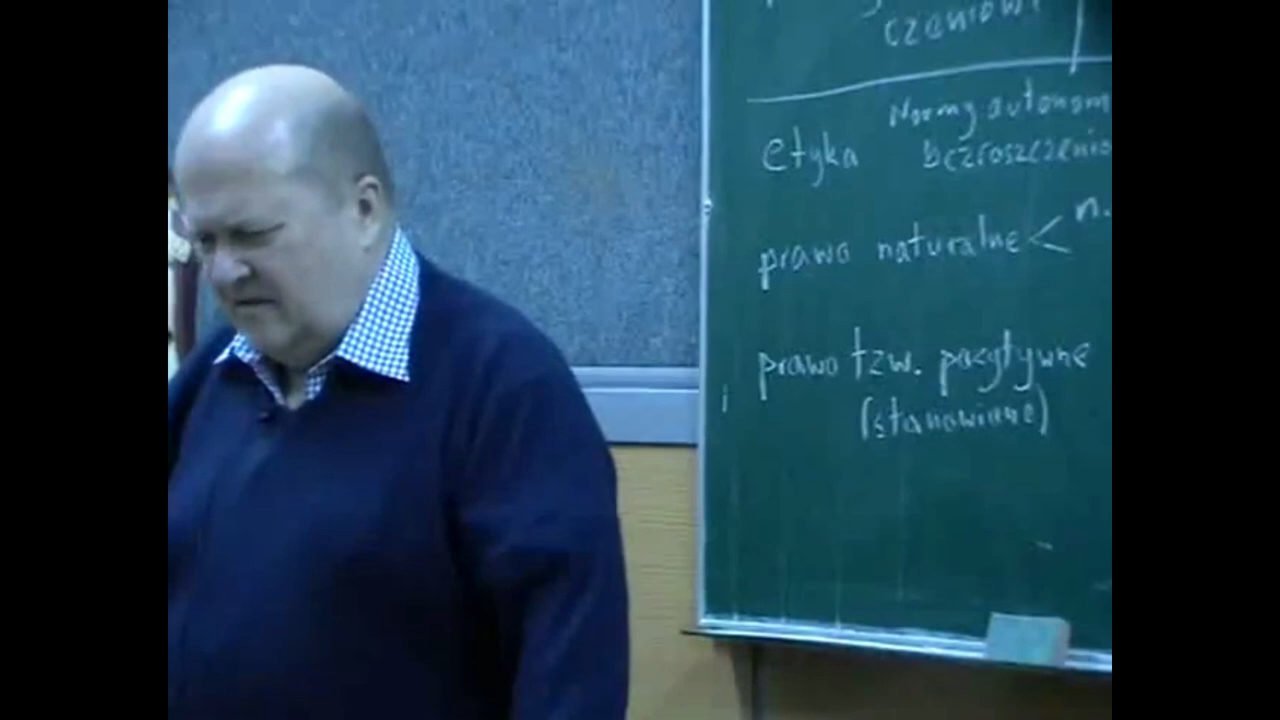 czeniowi
Normy autonom
etyka bezroszczenio
prawo naturalne < n.
prawo tzw. pozytywne
(stanowione)